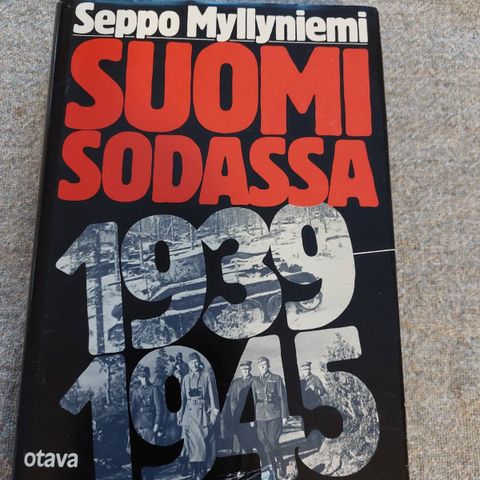 Seppo Myllyniemi
SUOMI
SODASSA
1939
1945
otava